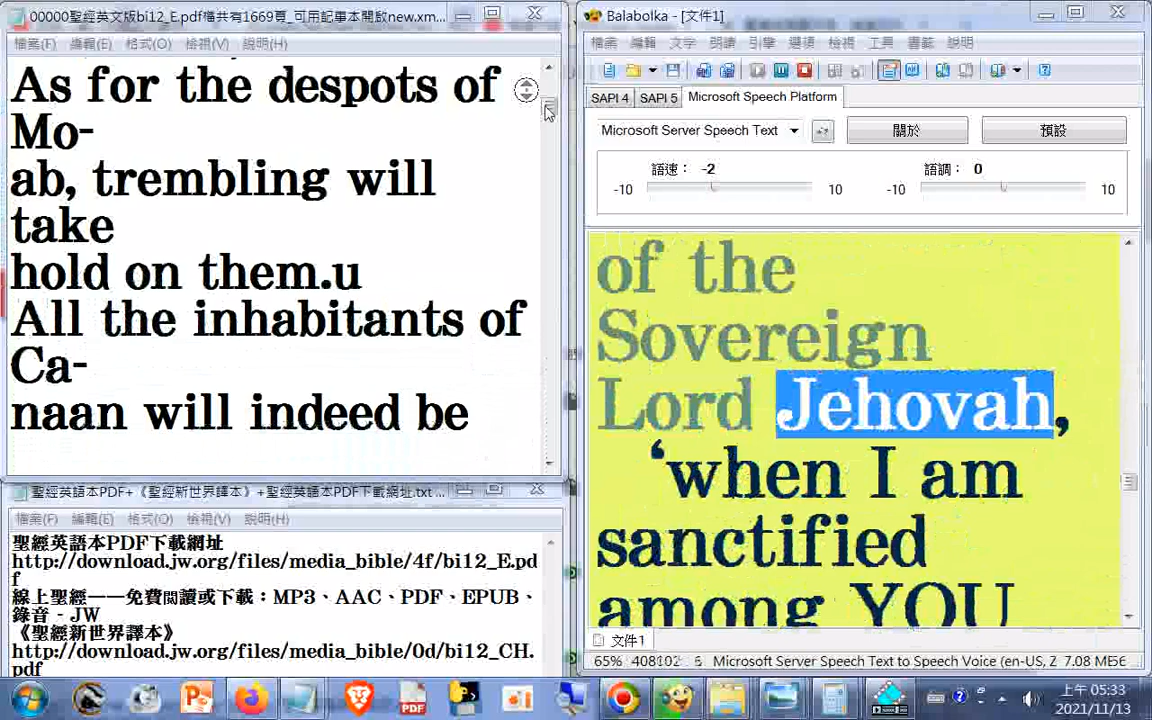 00000聖經英文版bi12_E.pdf檔共有1669頁_可用記事本開啟new.xm...
檔案(F) 編輯(E) 格式(O) 檢視(V) 說明(H)
As for the despots of
Mo-
ab, trembling will
take
hold on them.u
All the inhabitants of
Ca-
naan will indeed be
聖經英語本PDF+《聖經新世界譯本》+聖經英語本PDF下載網址.txt ...
檔案(F) 編輯(E) 格式(O) 檢視(V) 說明(H)
聖經英語本PDF下載網址
http://download.jw.org/files/media_bible/4f/bi12_E.pd
f
線上聖經——免費閱讀或下載：MP3、AAC、PDF、EPUB、
錄音 - JW
《聖經新世界譯本》
http://download.jw.org/files/media_bible/0d/bi12_CH.
pdf
Balabolka - [文件1]
檔案 編輯 文字 朗讀 引擎 選項 檢視 工具 書籤 說明
SAPI 4 SAPI 5 Microsoft Speech Platform
Microsoft Server Speech Text
關於 預設
語速： -2 語調： 0
-10 10 -10 10
of the
Sovereign
Lord Jehovah,
‘when I am
sanctified
among YOU
文件1
65% 408102 Microsoft Server Speech Text to Speech Voice (en-US, Z 7.08 ME56
上午 05:33
2021/11/13